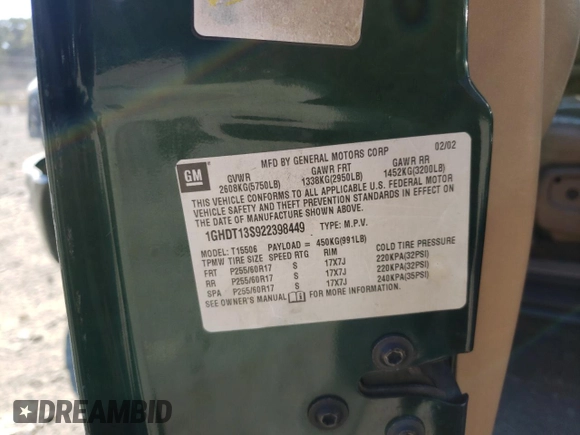 GM
MFD BY GENERAL MOTORS CORP 02/02
GVWR GAWR FRT GAWR RR
2608KG(5750LB) 1338KG(2950LB) 1452KG(3200LB)
THIS VEHICLE CONFORMS TO ALL APPLICABLE U.S. FEDERAL MOTOR
VEHICLE SAFETY AND THEFT PREVENTION STANDARDS IN EFFECT ON
THE DATE OF MANUFACTURE SHOWN ABOVE.
1GHDT13S922398449 TYPE: M.P.V.
MODEL: T15506 PAYLOAD = 450KG(991LB)
TPMW TIRE SIZE SPEED RTG RIM COLD TIRE PRESSURE
FRT P255/60R17 S 17X7J 220KPA(32PSI)
RR P255/60R17 S 17X7J 220KPA(32PSI)
SPA P255/60R17 S 17X7J 240KPA(35PSI)
SEE OWNER'S MANUAL FOR MORE INFORMATION.
DREAMBID